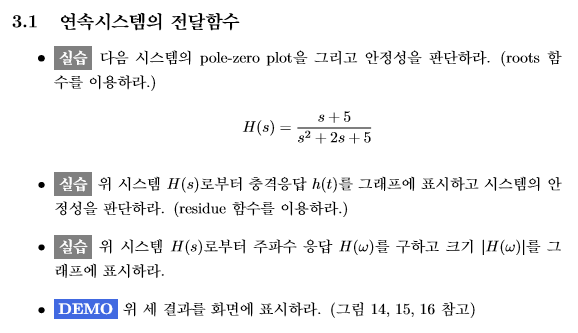 3.1 연속시스템의 전달함수
• 실습 다음 시스템의 pole-zero plot을 그리고 안정성을 판단하라. (roots 함
수를 이용하라.)
H(s) = (s + 5) / (s² + 2s + 5)
• 실습 위 시스템 H(s)로부터 충격응답 h(t)를 그래프에 표시하고 시스템의 안
정성을 판단하라. (residue 함수를 이용하라.)
• 실습 위 시스템 H(s)로부터 주파수 응답 H(ω)를 구하고 크기 |H(ω)|를 그
래프에 표시하라.
• DEMO 위 세 결과를 화면에 표시하라. (그림 14, 15, 16 참고)